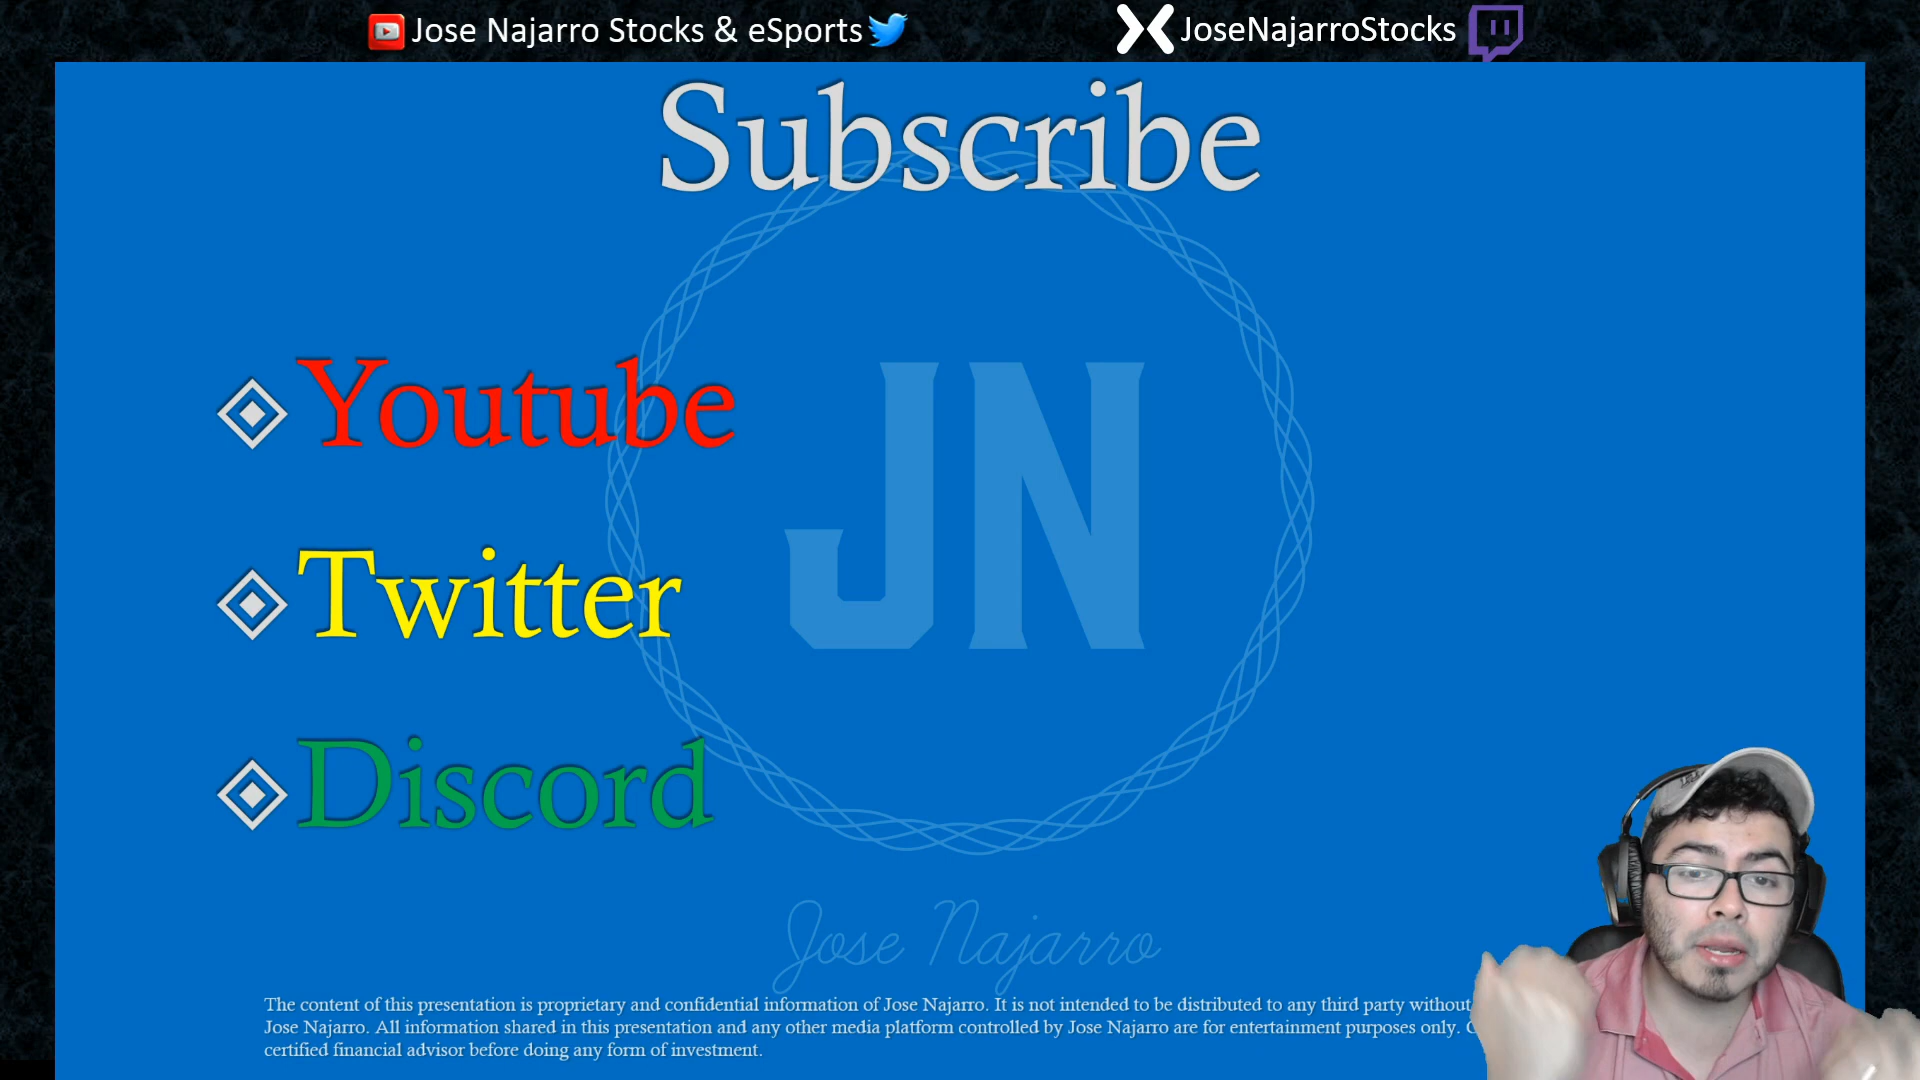 Jose Najarro Stocks & eSports
JoseNajarroStocks
Subscribe
Youtube
Twitter
Discord
JN
Jose Najarro
The content of this presentation is proprietary and confidential information of Jose Najarro. It is not intended to be distributed to any third party without
Jose Najarro. All information shared in this presentation and any other media platform controlled by Jose Najarro are for entertainment purposes only.
certified financial advisor before doing any form of investment.